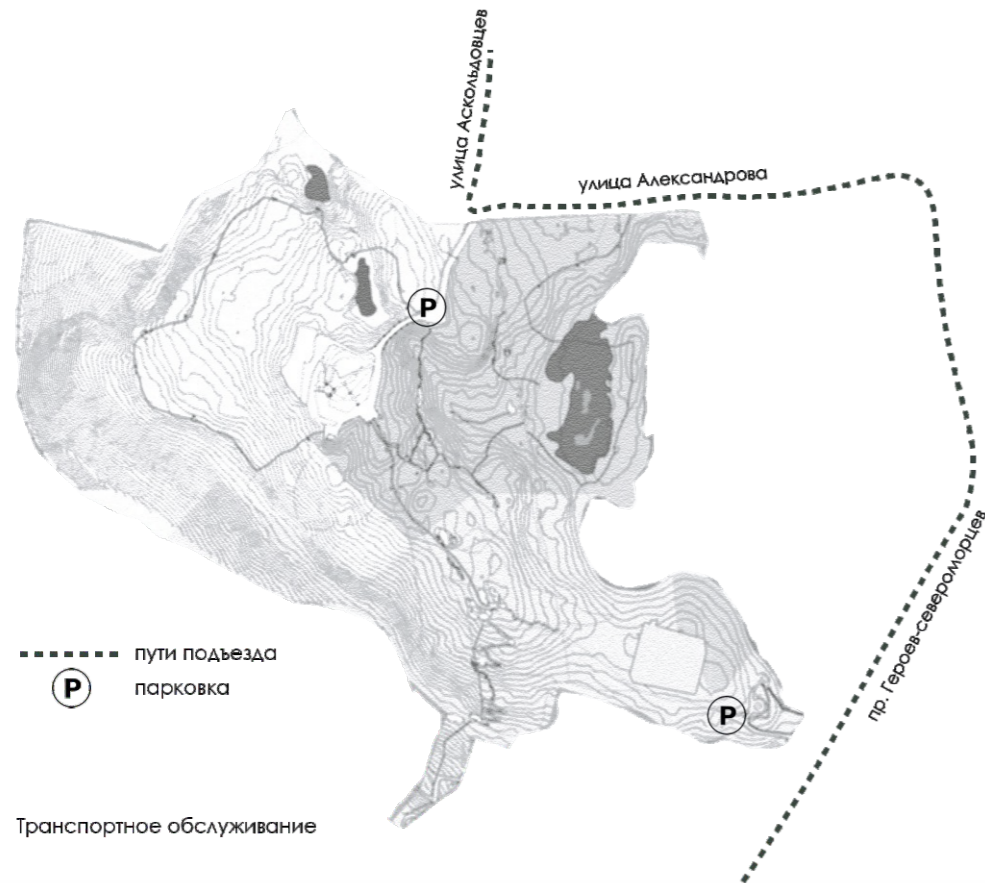 улица Аскольдовцев
улица Александрова
P
пр. Героев-североморцев
пути подъезда
P парковка
P
Транспортное обслуживание